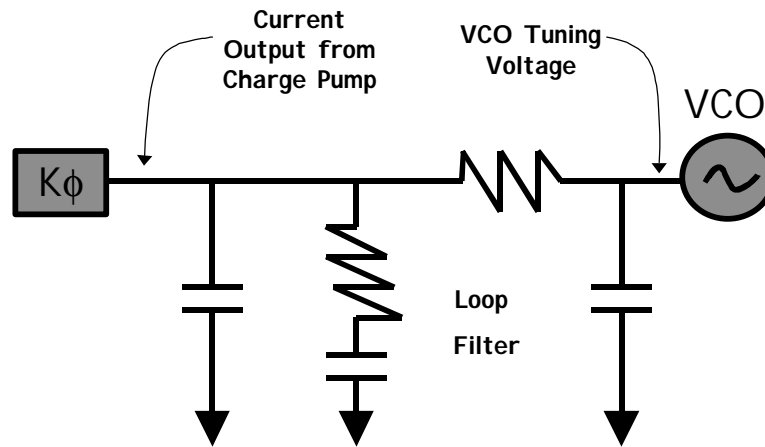 Current
Output from
Charge Pump
VCO Tuning
Voltage
VCO
Kϕ
Loop
Filter